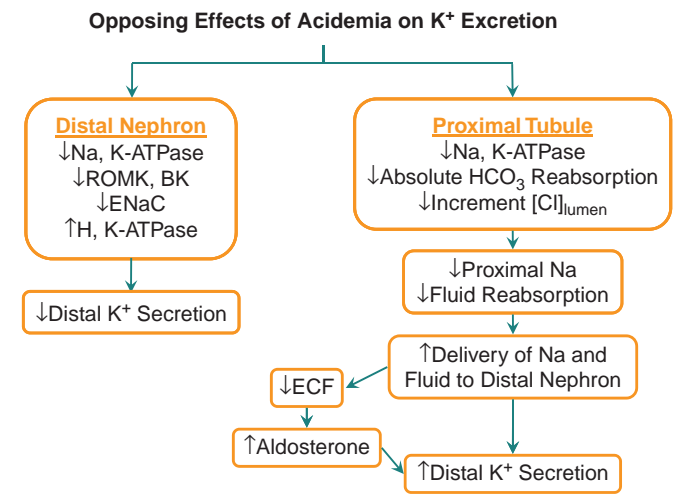 Opposing Effects of Acidemia on K⁺ Excretion
Distal Nephron
↓Na, K-ATPase
↓ROMK, BK
↓ENaC
↑H, K-ATPase
↓Distal K⁺ Secretion
Proximal Tubule
↓Na, K-ATPase
↓Absolute HCO₃ Reabsorption
↓Increment [Cl]lumen
↓Proximal Na
↓Fluid Reabsorption
↑Delivery of Na and
Fluid to Distal Nephron
↓ECF
↑Aldosterone
↑Distal K⁺ Secretion